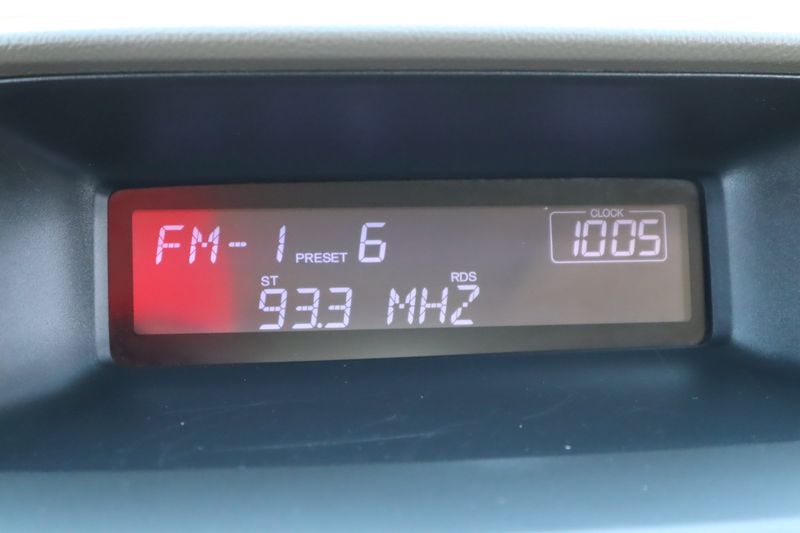 CLOCK
FM-1 PRESET 6 1005
ST RDS
93.3 MHZ